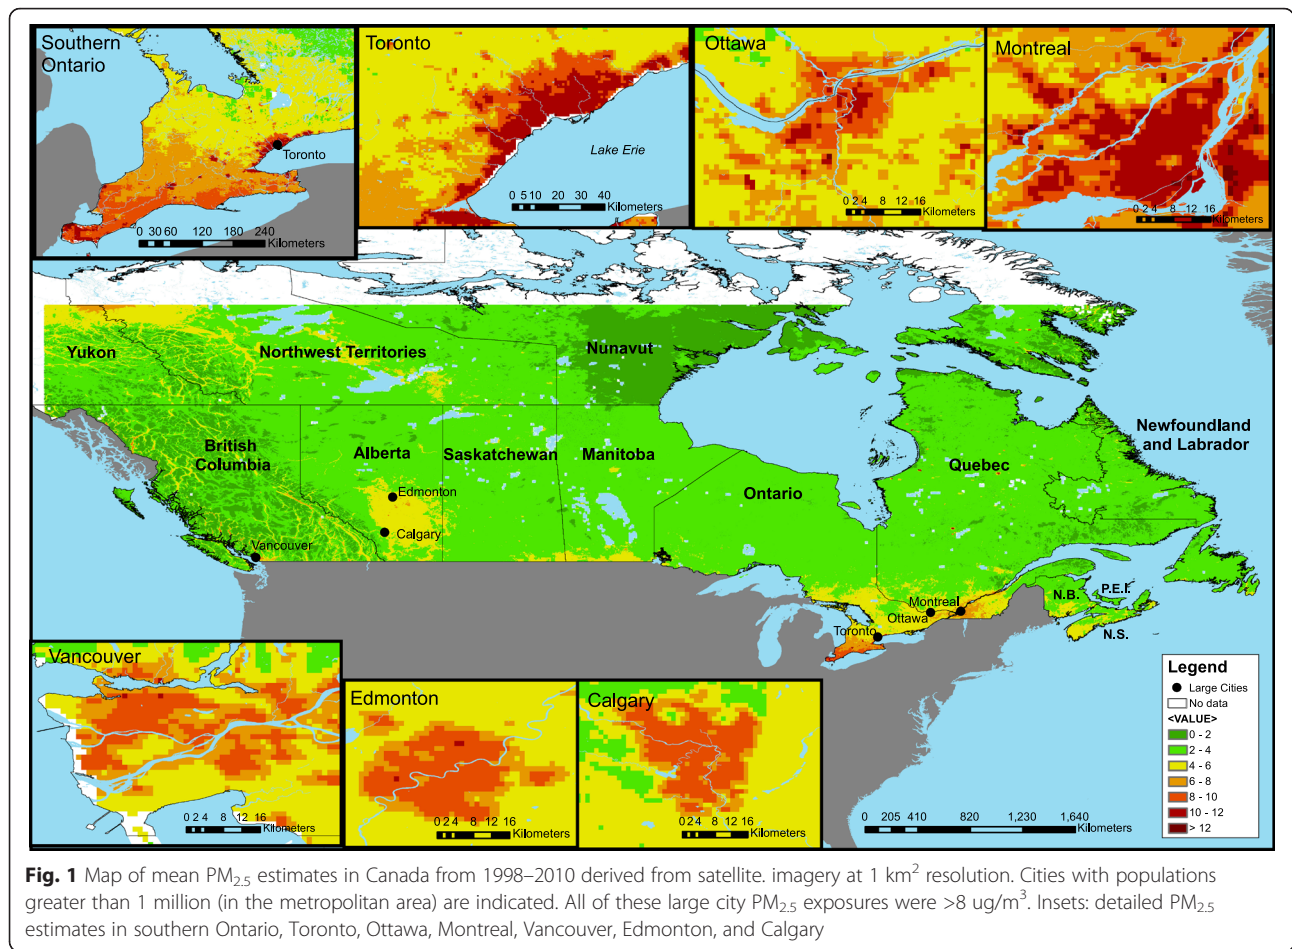 Southern
Ontario
Toronto
0 30 60 120 180 240
Kilometers
Toronto
Lake Erie
0 5 10 20 30 40
Kilometers
Ottawa
0 2 4 8 12 16
Kilometers
Montreal
0 2 4 8 12 16
Kilometers
Yukon
Northwest Territories
Nunavut
British
Columbia
Alberta
Saskatchewan
Manitoba
Ontario
Quebec
Newfoundland
and Labrador
Edmonton
Calgary
Vancouver
Montreal
Ottawa
Toronto
N.B.
P.E.I.
N.S.
Vancouver
0 2 4 8 12 16
Kilometers
Edmonton
0 2 4 8 12 16
Kilometers
Calgary
0 2 4 8 12 16
Kilometers
0 205 410 820 1,230 1,640
Kilometers
Legend
Large Cities
No data
<VALUE>
0 - 2
2 - 4
4 - 6
6 - 8
8 - 10
10 - 12
> 12
Fig. 1 Map of mean PM2.5 estimates in Canada from 1998–2010 derived from satellite. imagery at 1 km² resolution. Cities with populations
greater than 1 million (in the metropolitan area) are indicated. All of these large city PM2.5 exposures were >8 ug/m³. Insets: detailed PM2.5
estimates in southern Ontario, Toronto, Ottawa, Montreal, Vancouver, Edmonton, and Calgary